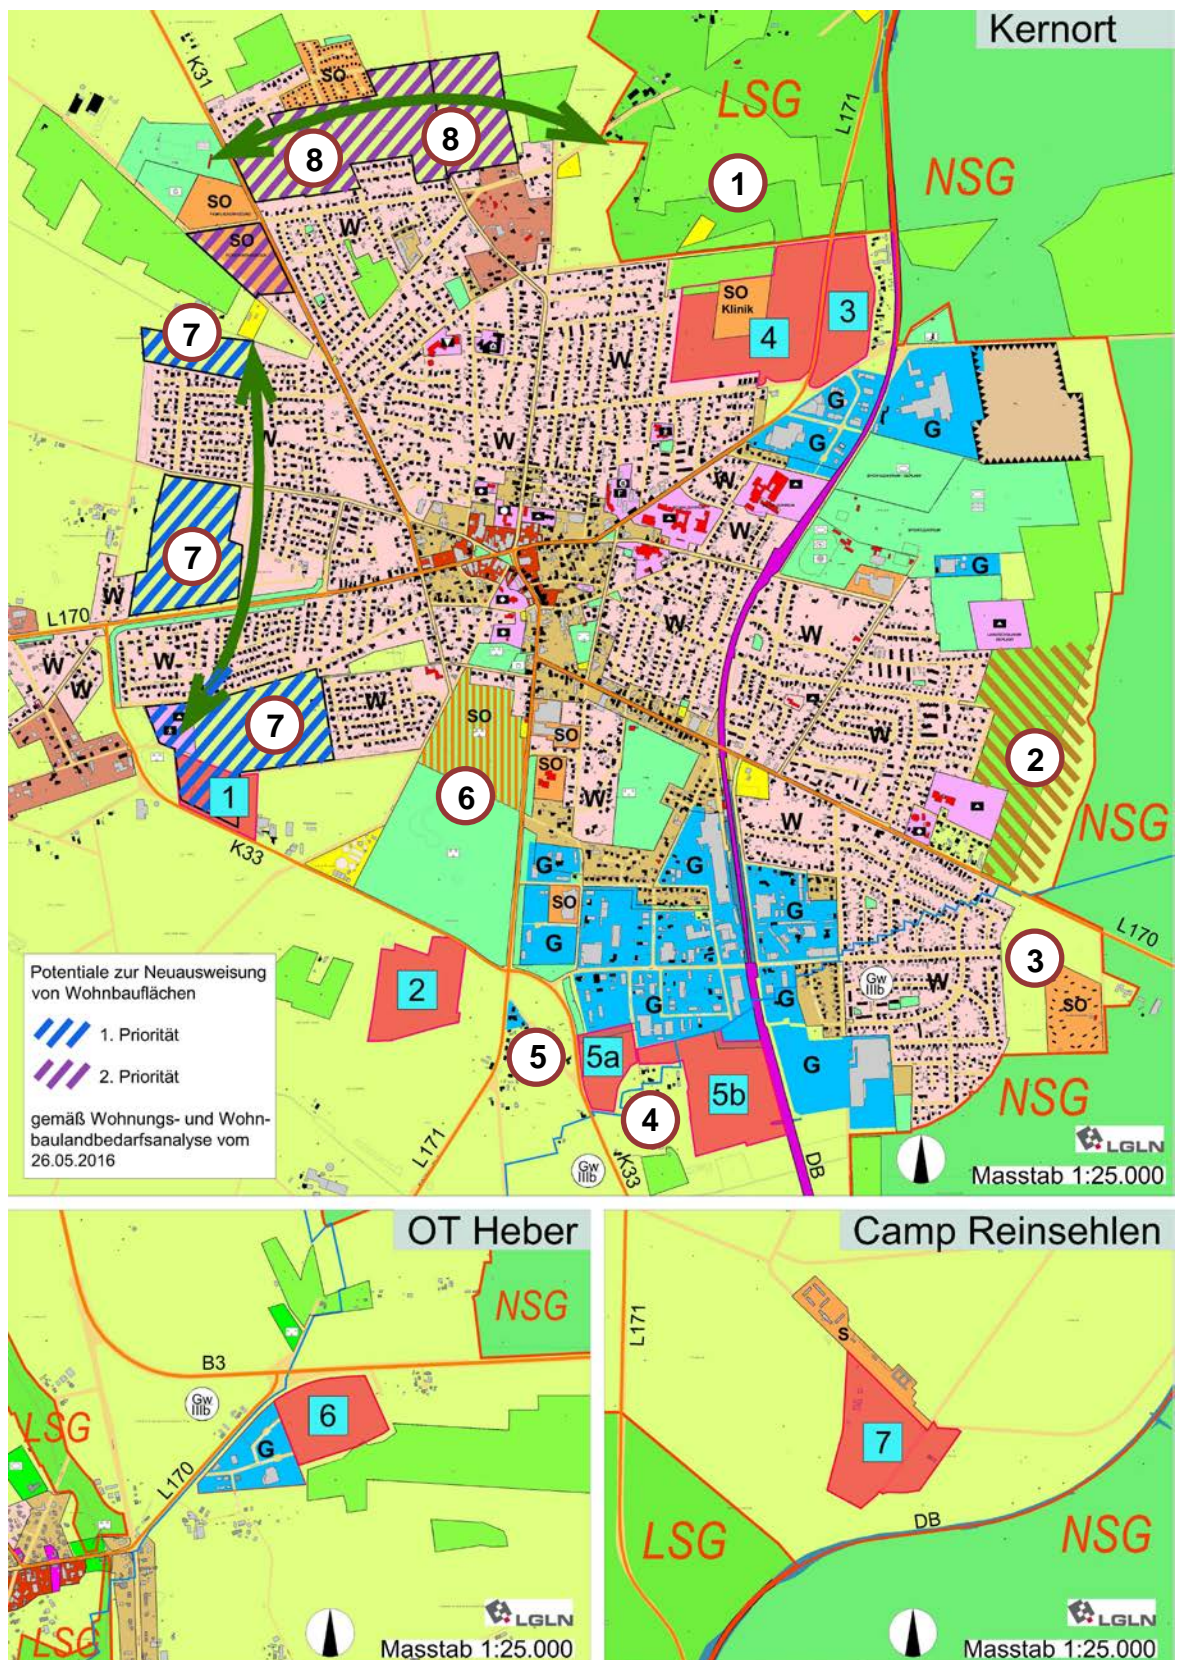 Kernort
K31
SO
LSG
L171
8
8
1
NSG
SO
W
SO
SO
Klinik
3
4
7
W
G
W
G
G
W
W
W
7
W
G
L170
W
W
W
W
W
W
W
7
SO
SO
W
2
SO
1
6
W
W
NSG
K33
G
G
SO
G
L170
G
3
Potentiale zur Neuausweisung
von Wohnbauflächen
1. Priorität
2. Priorität
gemäß Wohnungs- und Wohn-
baulandbedarfsanalyse vom
26.05.2016
2
Gw
IIIb
W
SO
G
G
5
5a
G
5b
4
NSG
L171
Gw
IIIb
K33
DB
LGLN
Masstab 1:25.000
OT Heber
NSG
B3
Gw
IIIb
6
LSG
G
L170
LSG
LGLN
Masstab 1:25.000
Camp Reinsehlen
L171
S
7
DB
LSG
NSG
LGLN
Masstab 1:25.000